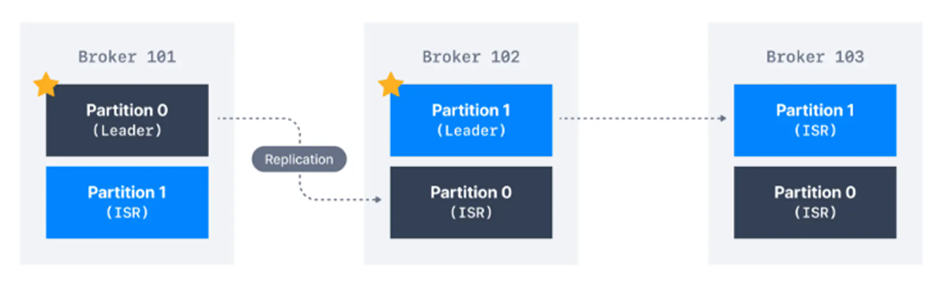 Broker 101
Partition 0
(Leader)
Partition 1
(ISR)
Replication
Broker 102
Partition 1
(Leader)
Partition 0
(ISR)
Broker 103
Partition 1
(ISR)
Partition 0
(ISR)